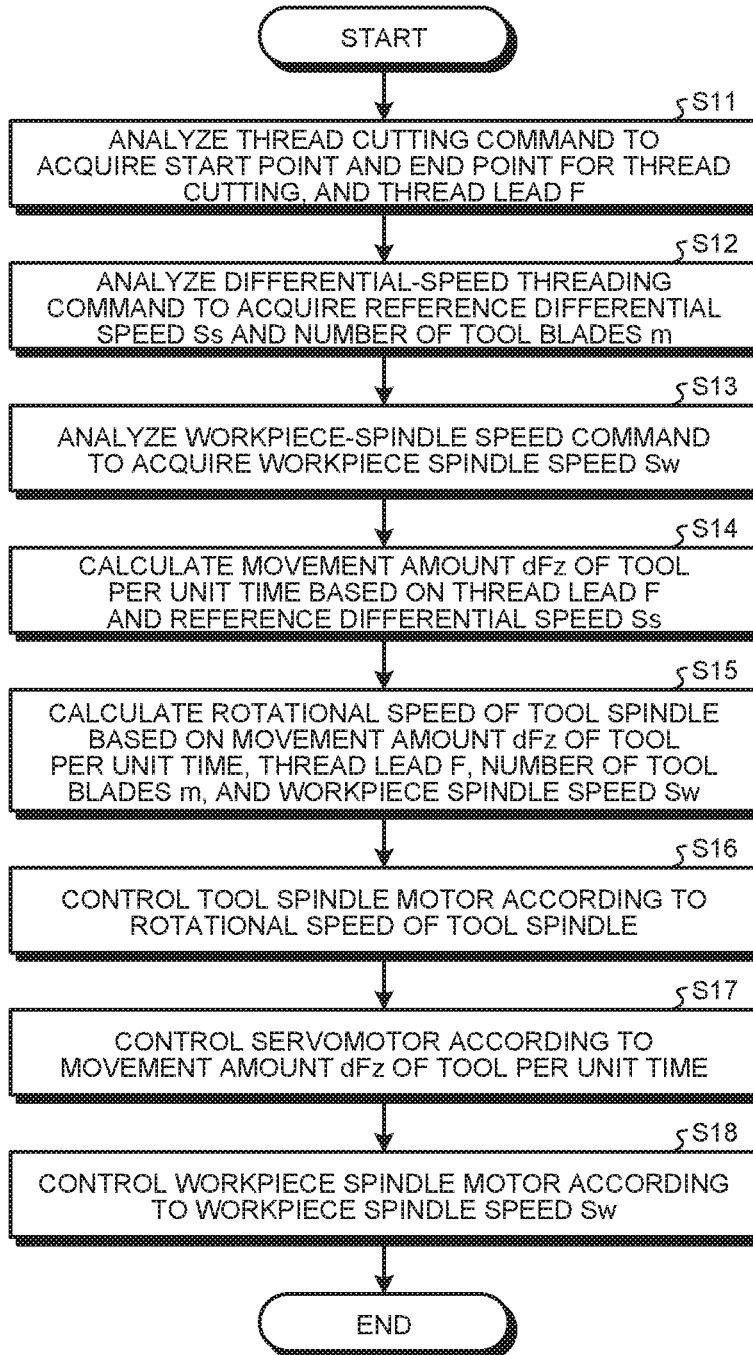 START
S11
ANALYZE THREAD CUTTING COMMAND TO
ACQUIRE START POINT AND END POINT FOR THREAD
CUTTING, AND THREAD LEAD F
S12
ANALYZE DIFFERENTIAL-SPEED THREADING
COMMAND TO ACQUIRE REFERENCE DIFFERENTIAL
SPEED Ss AND NUMBER OF TOOL BLADES m
S13
ANALYZE WORKPIECE-SPINDLE SPEED COMMAND
TO ACQUIRE WORKPIECE SPINDLE SPEED Sw
S14
CALCULATE MOVEMENT AMOUNT dFz OF TOOL
PER UNIT TIME BASED ON THREAD LEAD F
AND REFERENCE DIFFERENTIAL SPEED Ss
S15
CALCULATE ROTATIONAL SPEED OF TOOL SPINDLE
BASED ON MOVEMENT AMOUNT dFz OF TOOL
PER UNIT TIME, THREAD LEAD F, NUMBER OF TOOL
BLADES m, AND WORKPIECE SPINDLE SPEED Sw
S16
CONTROL TOOL SPINDLE MOTOR ACCORDING TO
ROTATIONAL SPEED OF TOOL SPINDLE
S17
CONTROL SERVOMOTOR ACCORDING TO
MOVEMENT AMOUNT dFz OF TOOL PER UNIT TIME
S18
CONTROL WORKPIECE SPINDLE MOTOR ACCORDING
TO WORKPIECE SPINDLE SPEED Sw
END